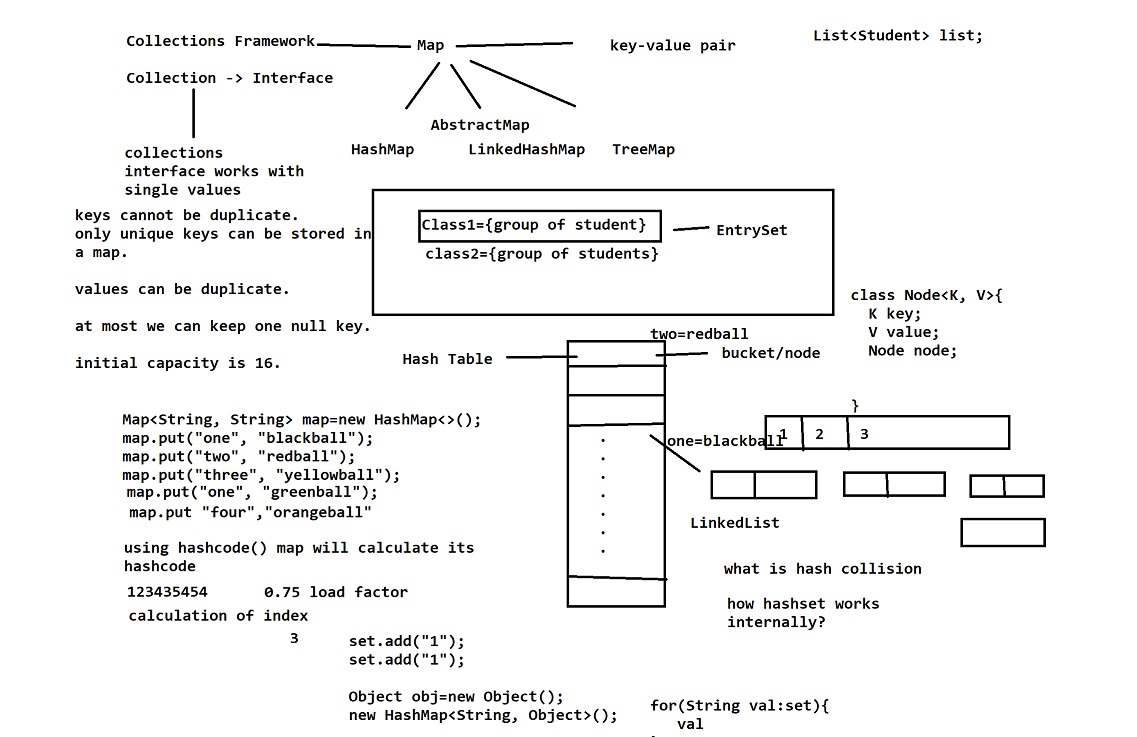 Collections Framework
Map
key-value pair
List<Student> list;
Collection -> Interface
AbstractMap
HashMap
LinkedHashMap
TreeMap
collections
interface works with
single values
keys cannot be duplicate.
only unique keys can be stored in
a map.
values can be duplicate.
at most we can keep one null key.
initial capacity is 16.
Class1={group of student}
EntrySet
class2={group of students}
class Node<K, V>{
K key;
V value;
Node node;
}
two=redball
Hash Table
bucket/node
one=blackball
1 2 3
LinkedList
Map<String, String> map=new HashMap<>();
map.put("one", "blackball");
map.put("two", "redball");
map.put("three", "yellowball");
map.put("one", "greenball");
map.put "four","orangeball"
using hashcode() map will calculate its
hashcode
123435454
0.75 load factor
calculation of index
3
what is hash collision
how hashset works
internally?
set.add("1");
set.add("1");
Object obj=new Object();
new HashMap<String, Object>();
for(String val:set){
val